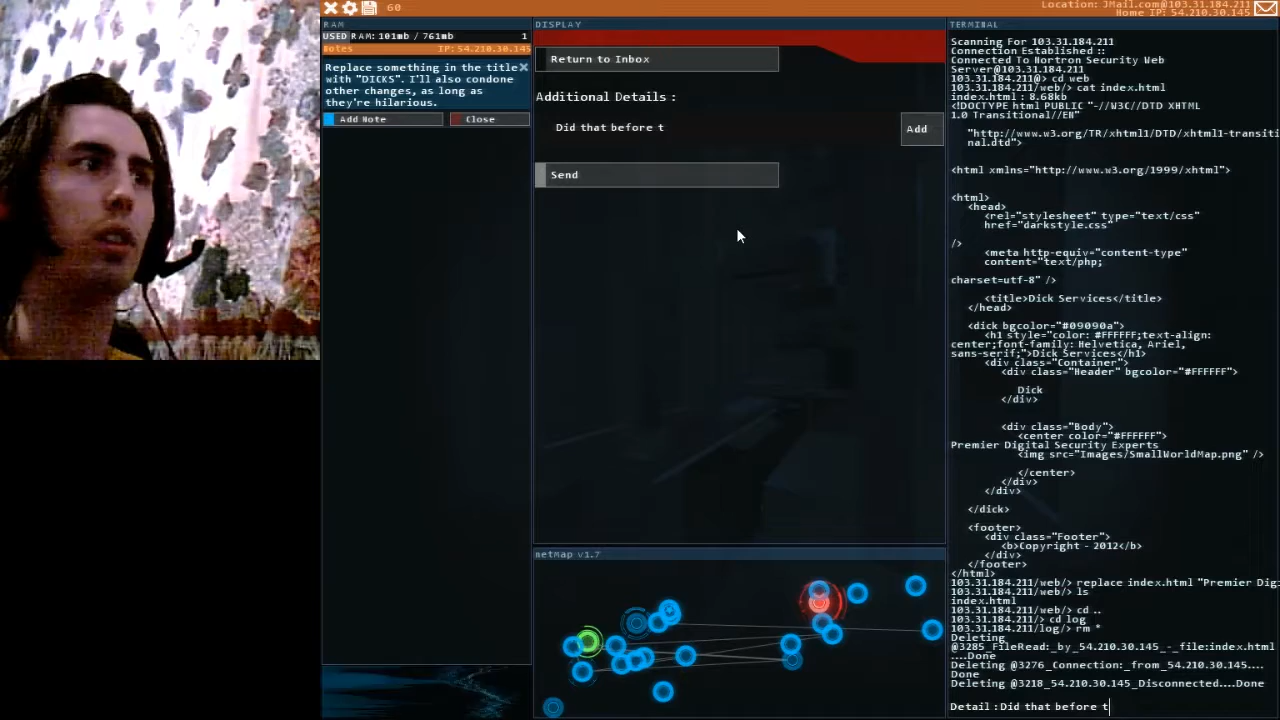 60
Location: JMail.com@103.31.184.211
Home IP: 54.210.30.145
RAM
USED RAM: 101mb / 761mb
1
Notes
IP: 54.210.30.145
Replace something in the title
with "DICKS". I'll also condone
other changes, as long as
they're hilarious.
Add Note
Close
DISPLAY
Return to Inbox
Additional Details :
Did that before t
Add
Send
netmap v1.7
TERMINAL
Scanning For 103.31.184.211
Connection Established ::
Connected To Nortron Security Web
Server@103.31.184.211
103.31.184.211@> cd web
103.31.184.211/web/> cat index.html
index.html : 8.68kb
<!DOCTYPE html PUBLIC "-//W3C//DTD XHTML
1.0 Transitional//EN"
"http://www.w3.org/TR/xhtml1/DTD/xhtml1-transiti
nal.dtd">
<html xmlns="http://www.w3.org/1999/xhtml">
<html>
<head>
<rel="stylesheet" type="text/css"
href="darkstyle.css"
/>
<meta http-equiv="content-type"
content="text/php;
charset=utf-8" />
<title>Dick Services</title>
</head>
<dick bgcolor="#09090a">
<h1 style="color: #FFFFFF;text-align:
center;font-family: Helvetica, Ariel,
sans-serif;">Dick Services</h1>
<div class="Container">
<div class="Header" bgcolor="#FFFFFF">
Dick
</div>
<div class="Body">
<center color="#FFFFFF">
Premier Digital Security Experts
<img src="Images/SmallWorldMap.png" />
</center>
</div>
</div>
</dick>
<footer>
<div class="Footer">
<b>Copyright - 2012</b>
</div>
</footer>
</html>
103.31.184.211/web/> replace index.html "Premier Dig
103.31.184.211/web/> ls
index.html
103.31.184.211/web/> cd ..
103.31.184.211/> cd log
103.31.184.211/log/> rm *
Deleting
@3285_FileRead:_by_54.210.30.145_-_file:index.html
....Done
Deleting @3276_Connection:_from_54.210.30.145....
Done
Deleting @3218_54.210.30.145_Disconnected....Done
Detail :Did that before t